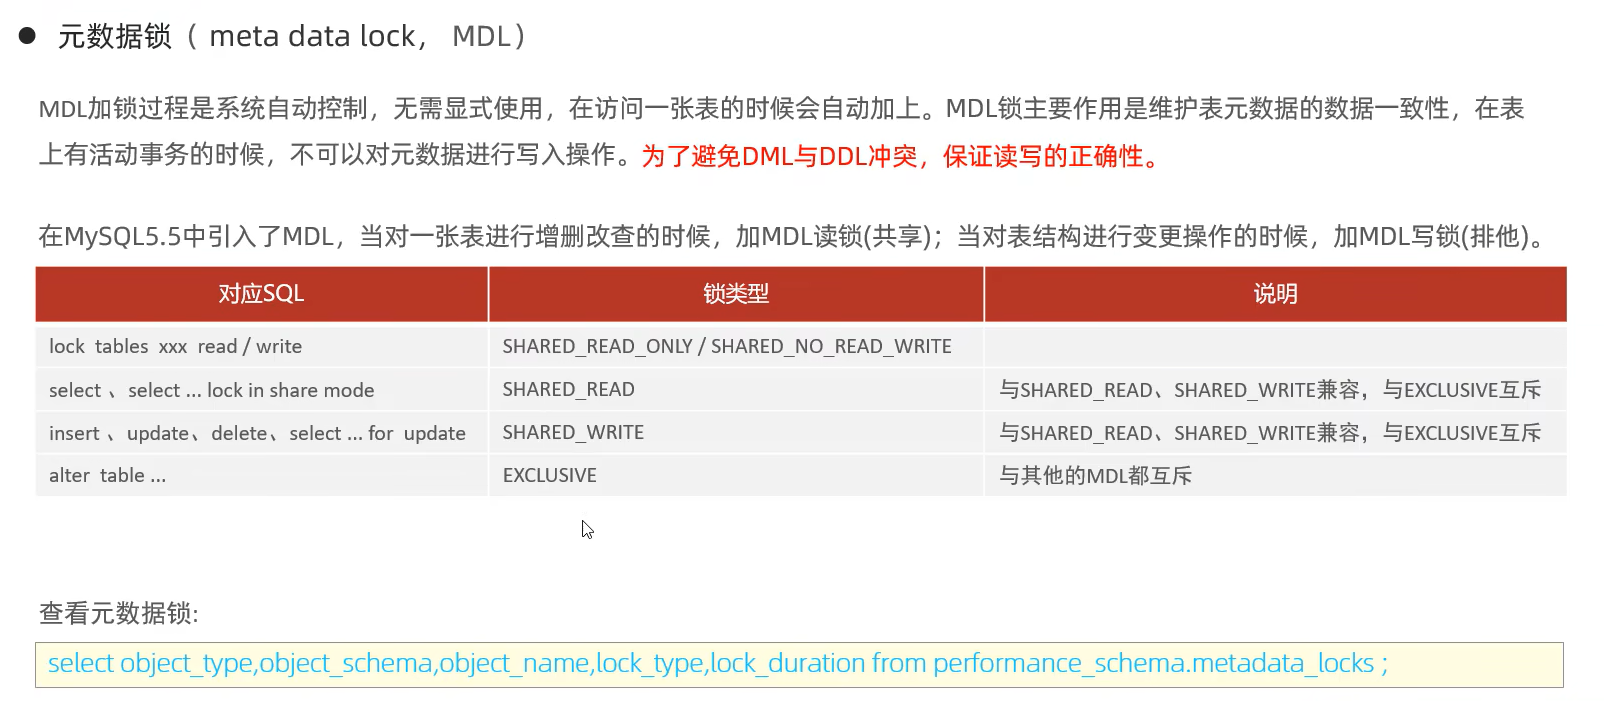 ● 元数据锁（ meta data lock， MDL）
MDL加锁过程是系统自动控制，无需显式使用，在访问一张表的时候会自动加上。MDL锁主要作用是维护表元数据的数据一致性，在表
上有活动事务的时候，不可以对元数据进行写入操作。为了避免DML与DDL冲突，保证读写的正确性。
在MySQL5.5中引入了MDL，当对一张表进行增删改查的时候，加MDL读锁(共享)；当对表结构进行变更操作的时候，加MDL写锁(排他)。
对应SQL 锁类型 说明
lock tables xxx read / write SHARED_READ_ONLY / SHARED_NO_READ_WRITE
select 、select ... lock in share mode SHARED_READ 与SHARED_READ、SHARED_WRITE兼容，与EXCLUSIVE互斥
insert 、update、delete、select ... for update SHARED_WRITE 与SHARED_READ、SHARED_WRITE兼容，与EXCLUSIVE互斥
alter table ... EXCLUSIVE 与其他的MDL都互斥
查看元数据锁:
select object_type,object_schema,object_name,lock_type,lock_duration from performance_schema.metadata_locks ;